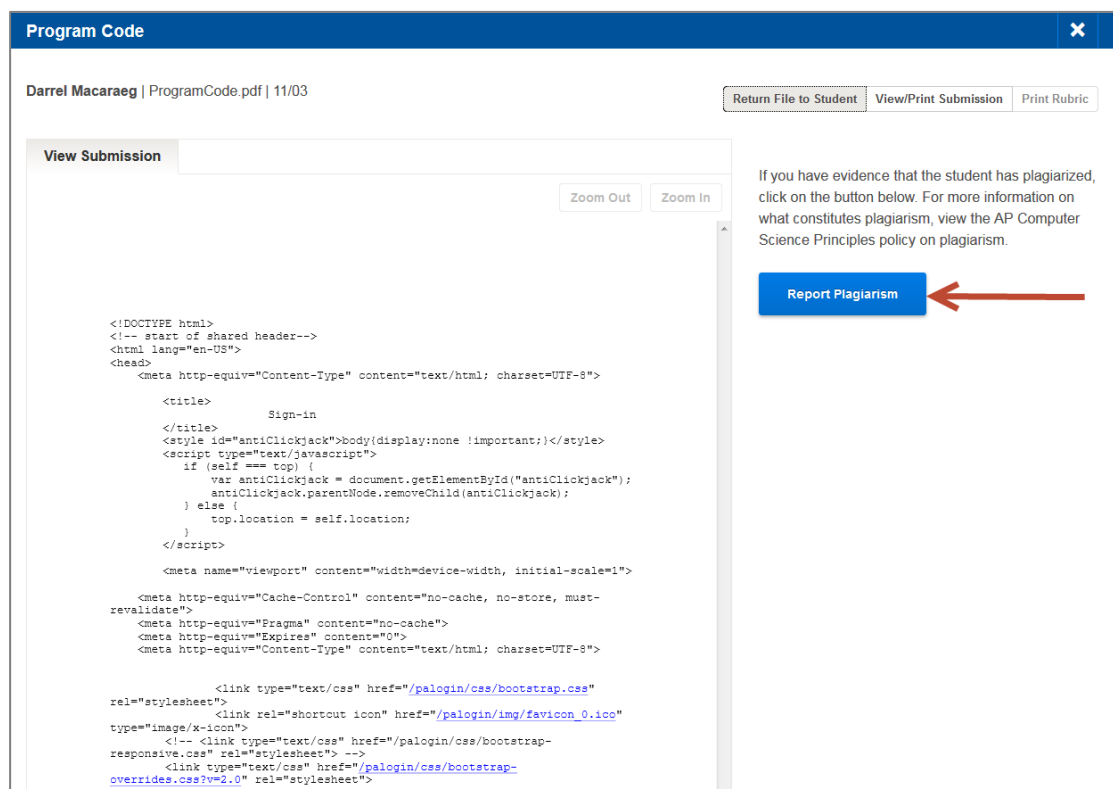 Program Code
Darrel Macaraeg | ProgramCode.pdf | 11/03
Return File to Student View/Print Submission Print Rubric
View Submission
Zoom Out Zoom In
If you have evidence that the student has plagiarized,
click on the button below. For more information on
what constitutes plagiarism, view the AP Computer
Science Principles policy on plagiarism.
Report Plagiarism
<!DOCTYPE html>
<!-- start of shared header-->
<html lang="en-US">
<head>
<meta http-equiv="Content-Type" content="text/html; charset=UTF-8">
<title>
Sign-in
</title>
<style id="antiClickjack">body{display:none !important;}</style>
<script type="text/javascript">
if (self === top) {
var antiClickjack = document.getElementById("antiClickjack");
antiClickjack.parentNode.removeChild(antiClickjack);
} else {
top.location = self.location;
}
</script>
<meta name="viewport" content="width=device-width, initial-scale=1">
<meta http-equiv="Cache-Control" content="no-cache, no-store, must-
revalidate">
<meta http-equiv="Pragma" content="no-cache">
<meta http-equiv="Expires" content="0">
<meta http-equiv="Content-Type" content="text/html; charset=UTF-8">
<link type="text/css" href="/palogin/css/bootstrap.css"
rel="stylesheet">
<link rel="shortcut icon" href="/palogin/img/favicon_0.ico"
type="image/x-icon">
<!-- <link type="text/css" href="/palogin/css/bootstrap-
responsive.css" rel="stylesheet"> -->
<link type="text/css" href="/palogin/css/bootstrap-
overrides.css?v=2.0" rel="stylesheet">